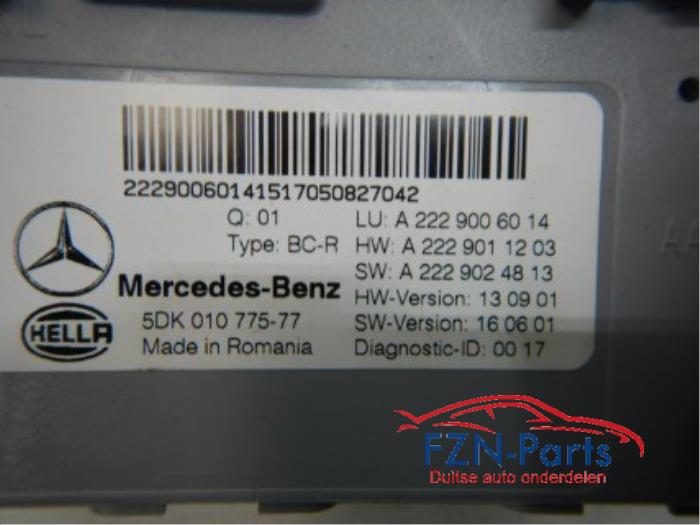 222900601415170508​27042
Q: 01
LU: A 222 900 60 14
Type: BC-R
HW: A 222 901 12 03
SW: A 222 902 48 13
Mercedes-Benz
HW-Version: 13 09 01
HELLA
5DK 010 775-77
SW-Version: 16 06 01
Made in Romania
Diagnostic-ID: 00 17
FZN-Parts
Duitse auto onderdelen